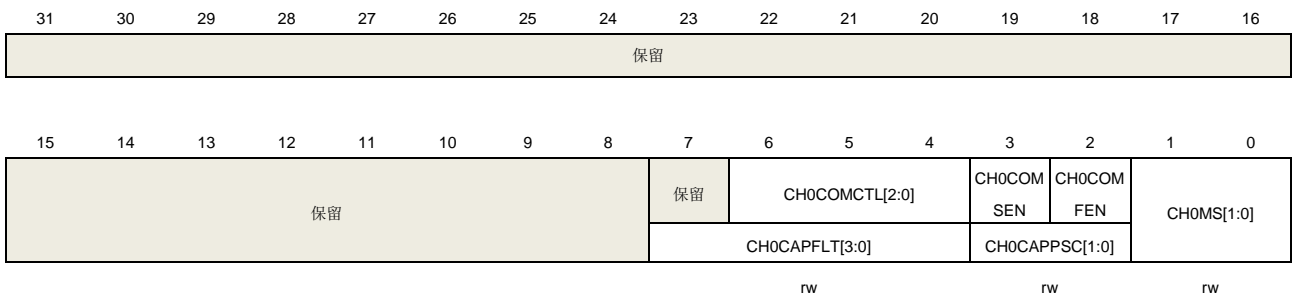 31 30 29 28 27 26 25 24 23 22 21 20 19 18 17 16
保留
15 14 13 12 11 10 9 8 7 6 5 4 3 2 1 0
保留
保留
CH0COMCTL[2:0]
CH0COM
SEN
CH0COM
FEN
CH0MS[1:0]
CH0CAPFLT[3:0]
CH0CAPPSC[1:0]
rw rw rw